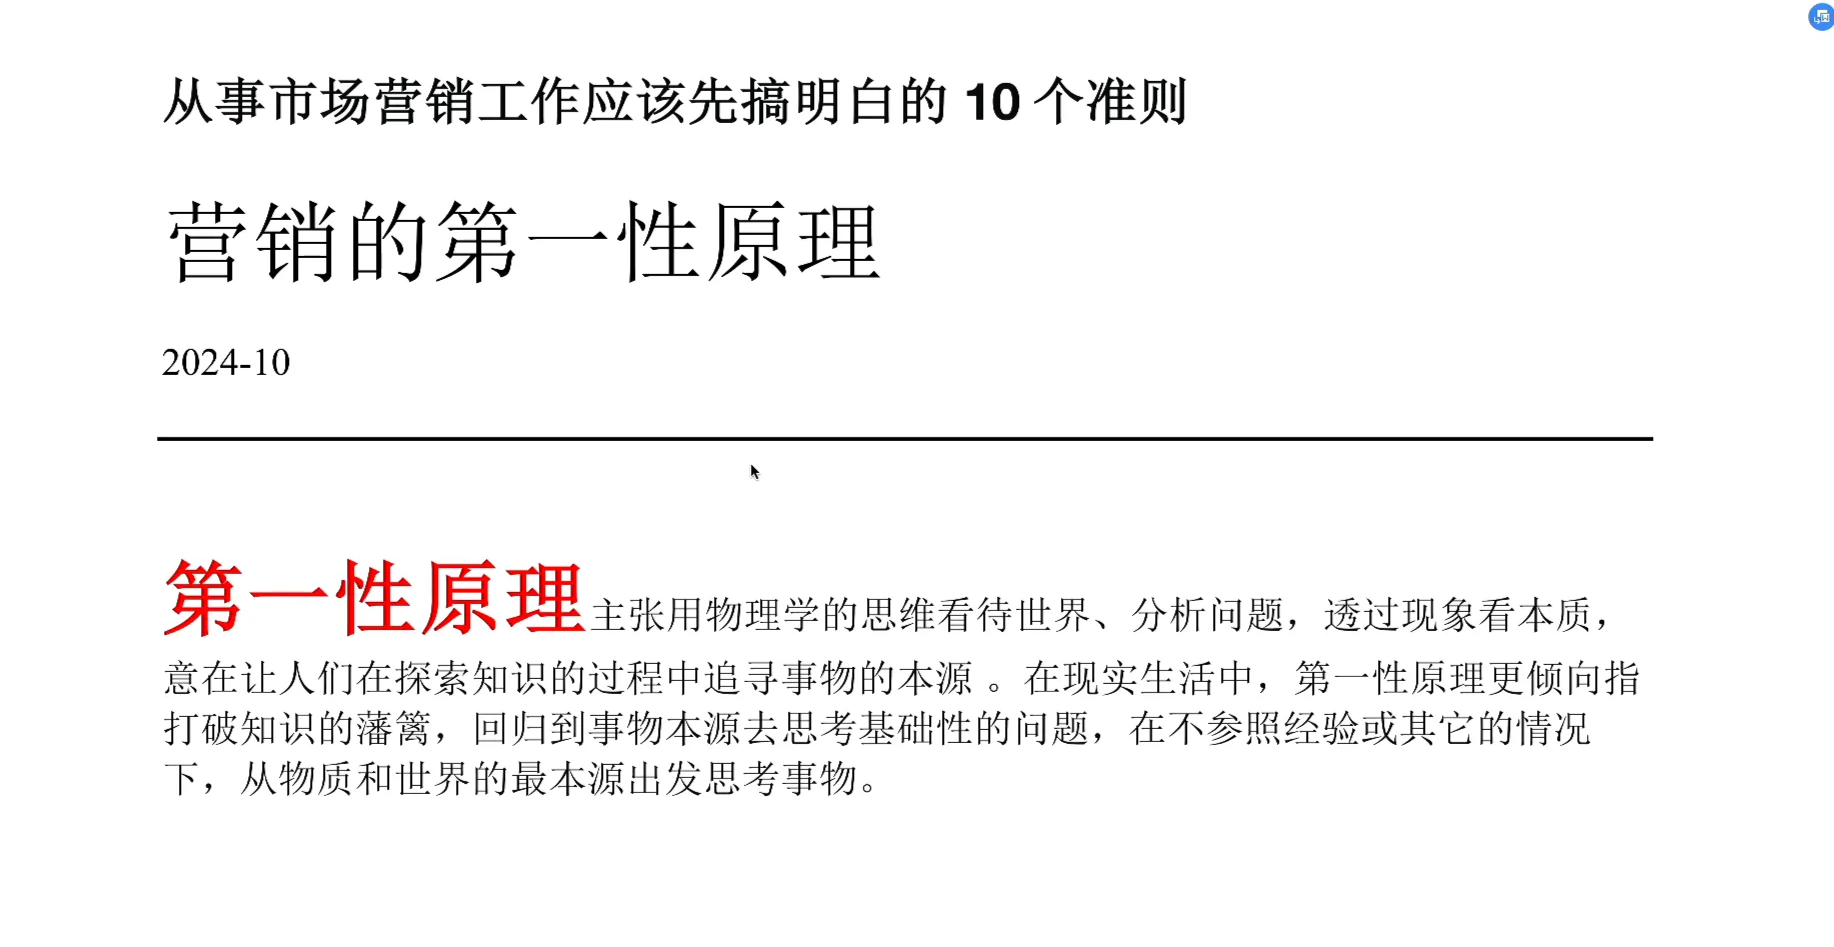 从事市场营销工作应该先搞明白的 10 个准则
营销的第一性原理
2024-10
第一性原理主张用物理学的思维看待世界、分析问题，透过现象看本质，
意在让人们在探索知识的过程中追寻事物的本源 。在现实生活中，第一性原理更倾向指
打破知识的藩篱，回归到事物本源去思考基础性的问题，在不参照经验或其它的情况
下，从物质和世界的最本源出发思考事物。